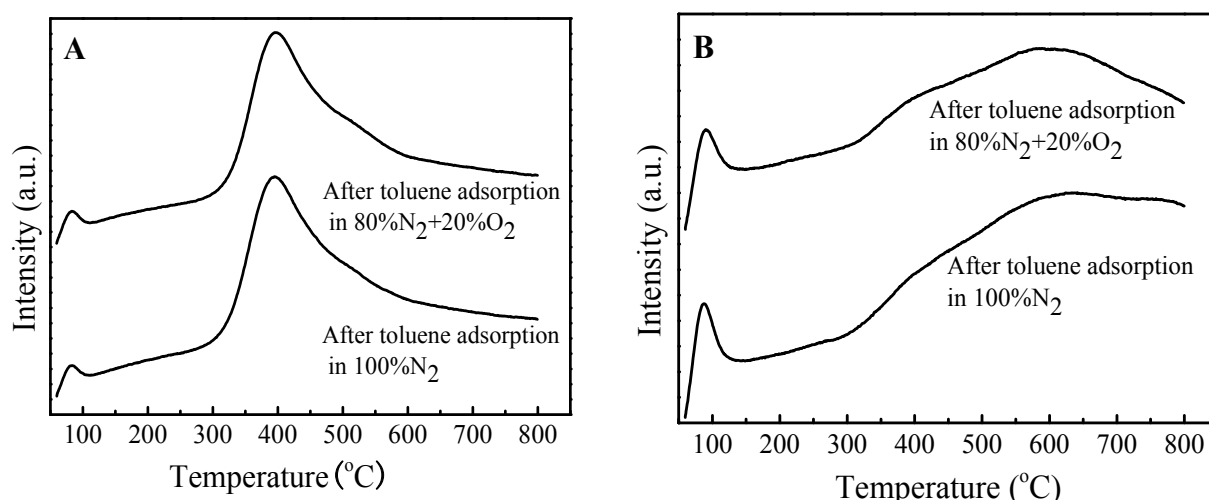 A
Intensity (a.u.)
After toluene adsorption
in 80%N2+20%O2
After toluene adsorption
in 100%N2
100 200 300 400 500 600 700 800
Temperature (oC)
B
Intensity (a.u.)
After toluene adsorption
in 80%N2+20%O2
After toluene adsorption
in 100%N2
100 200 300 400 500 600 700 800
Temperature (oC)